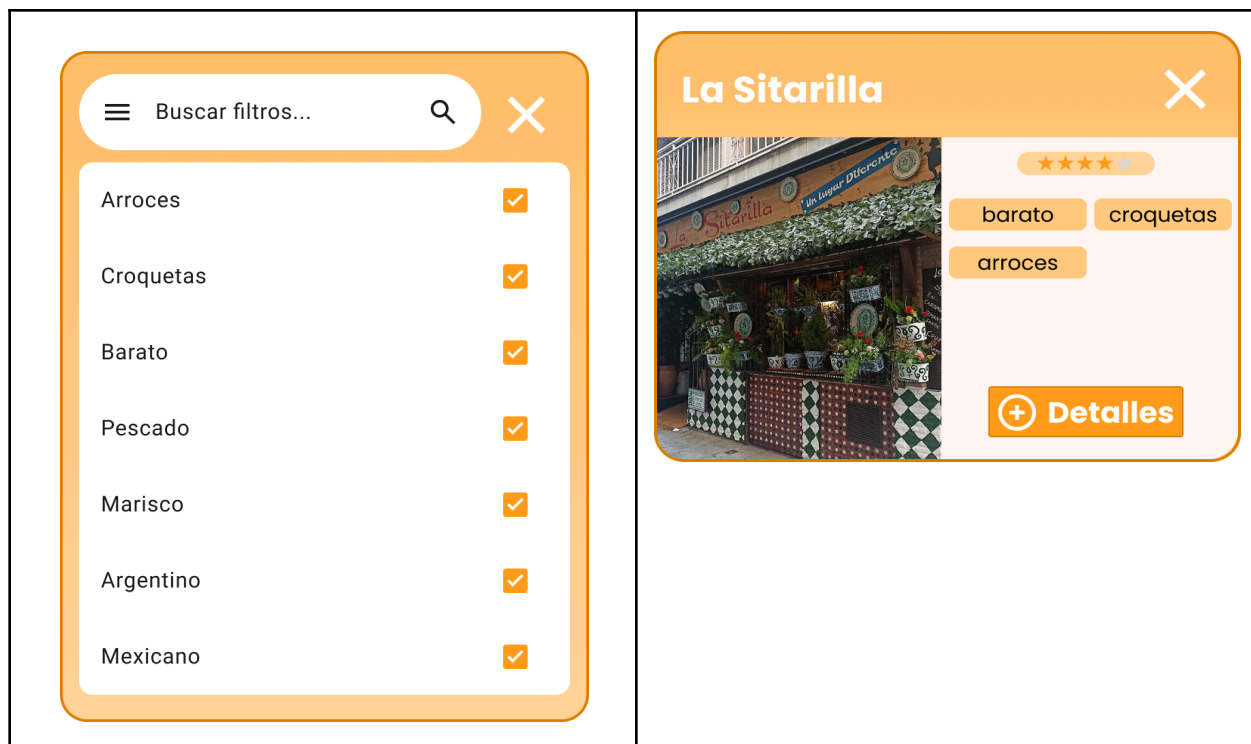 Buscar filtros...
Arroces
Croquetas
Barato
Pescado
Marisco
Argentino
Mexicano
La Sitarilla
La Sitarilla
Un lugar Diferente
★★★★
barato croquetas
arroces
Detalles